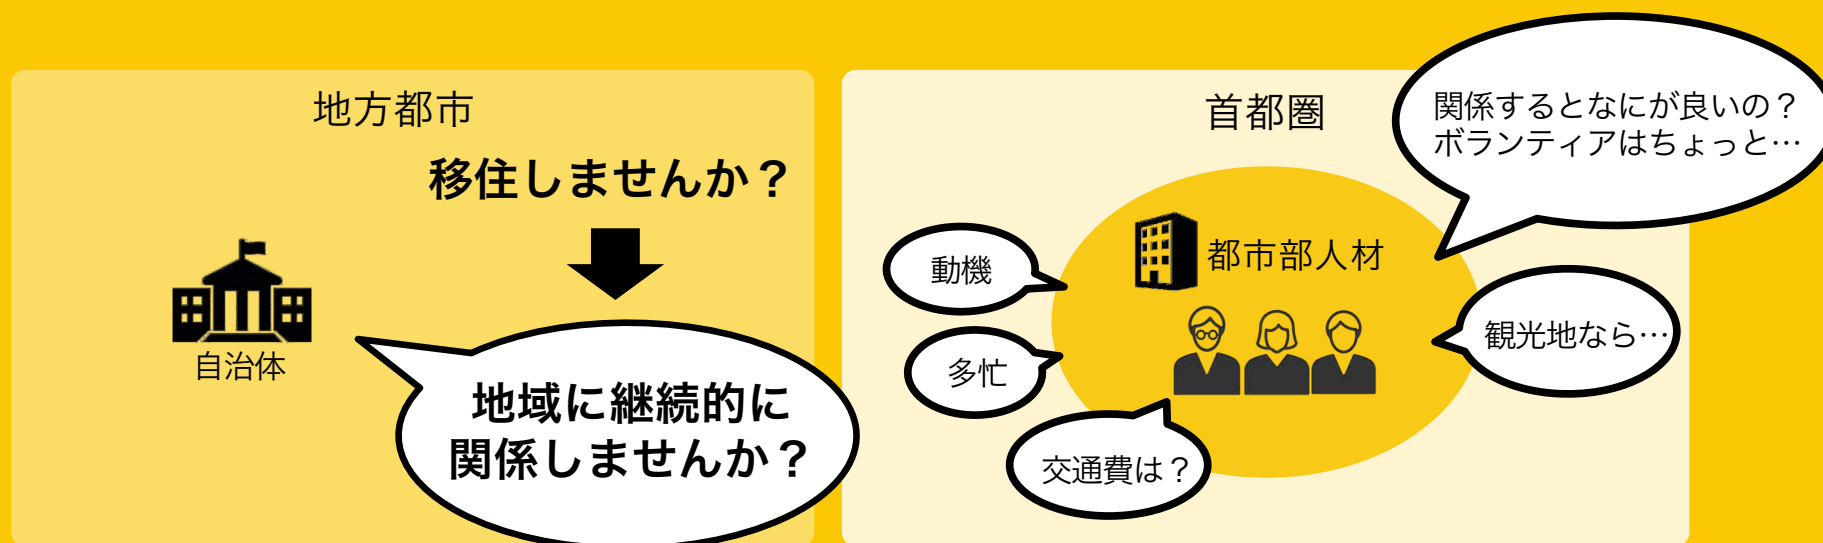 地方都市
移住しませんか？
自治体
地域に継続的に
関係しませんか？
首都圏
関係するとなにが良いの？
ボランティアはちょっと…
都市部人材
動機
多忙
交通費は？
観光地なら…